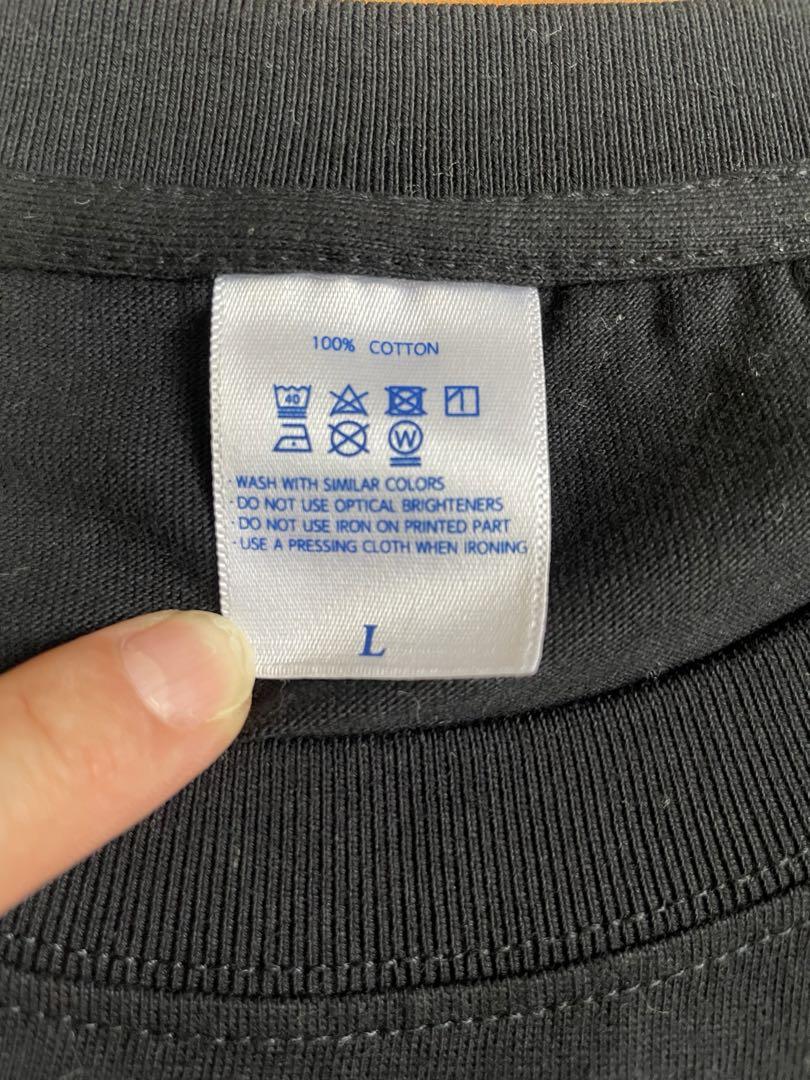 100% COTTON
40
W
· WASH WITH SIMILAR COLORS
· DO NOT USE OPTICAL BRIGHTENERS
· DO NOT USE IRON ON PRINTED PART
· USE A PRESSING CLOTH WHEN IRONING
L